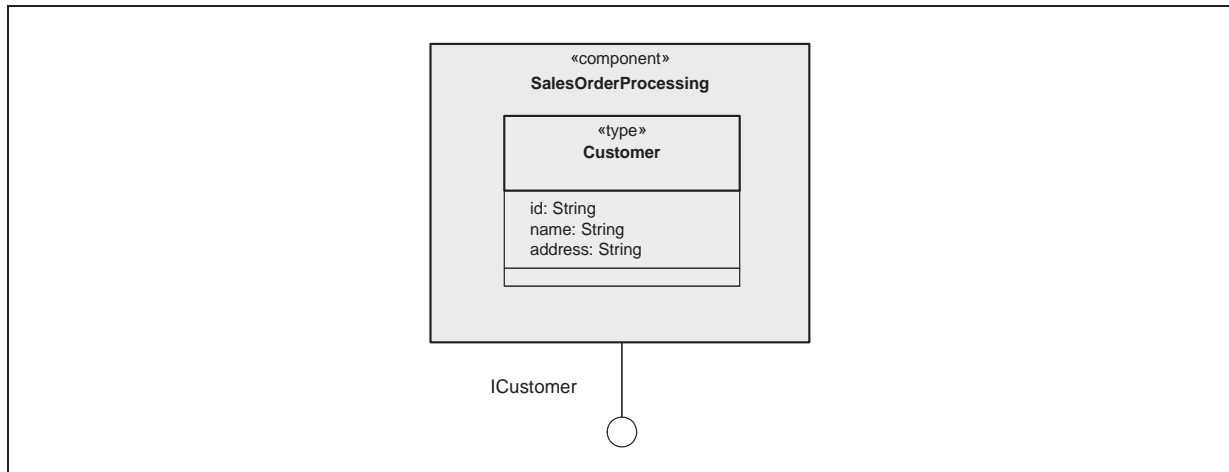 «component»
SalesOrderProcessing
«type»
Customer
id: String
name: String
address: String
ICustomer